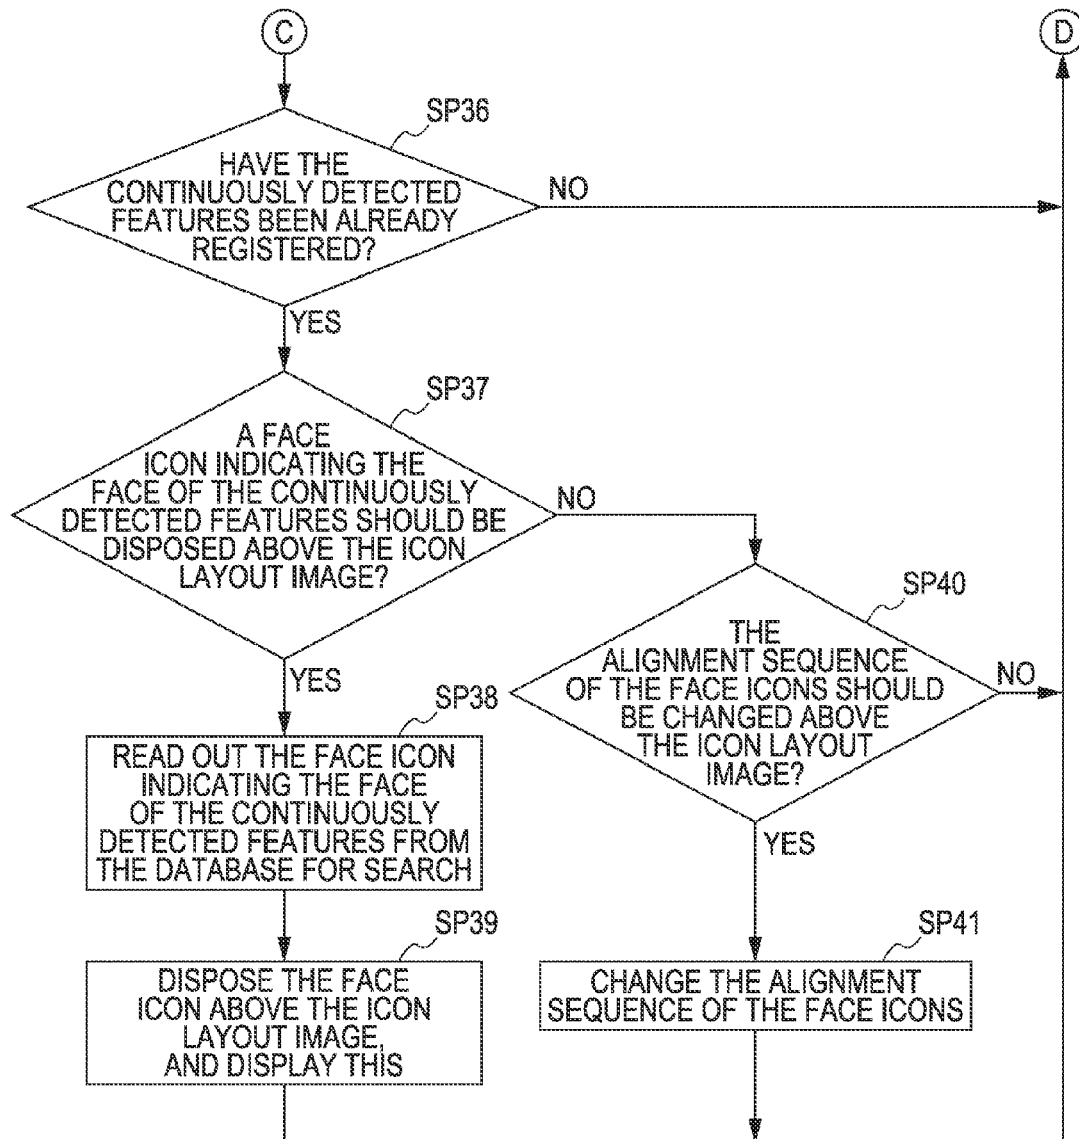 C
D
SP36
HAVE THE
CONTINUOUSLY DETECTED
FEATURES BEEN ALREADY
REGISTERED?
NO
YES
SP37
A FACE
ICON INDICATING THE
FACE OF THE CONTINUOUSLY
DETECTED FEATURES SHOULD BE
DISPOSED ABOVE THE ICON
LAYOUT IMAGE?
NO
YES
SP40
THE
ALIGNMENT SEQUENCE
OF THE FACE ICONS SHOULD
BE CHANGED ABOVE
THE ICON LAYOUT
IMAGE?
NO
YES
SP38
READ OUT THE FACE ICON
INDICATING THE FACE
OF THE CONTINUOUSLY
DETECTED FEATURES FROM
THE DATABASE FOR SEARCH
SP39
DISPOSE THE FACE
ICON ABOVE THE ICON
LAYOUT IMAGE,
AND DISPLAY THIS
SP41
CHANGE THE ALIGNMENT
SEQUENCE OF THE FACE ICONS